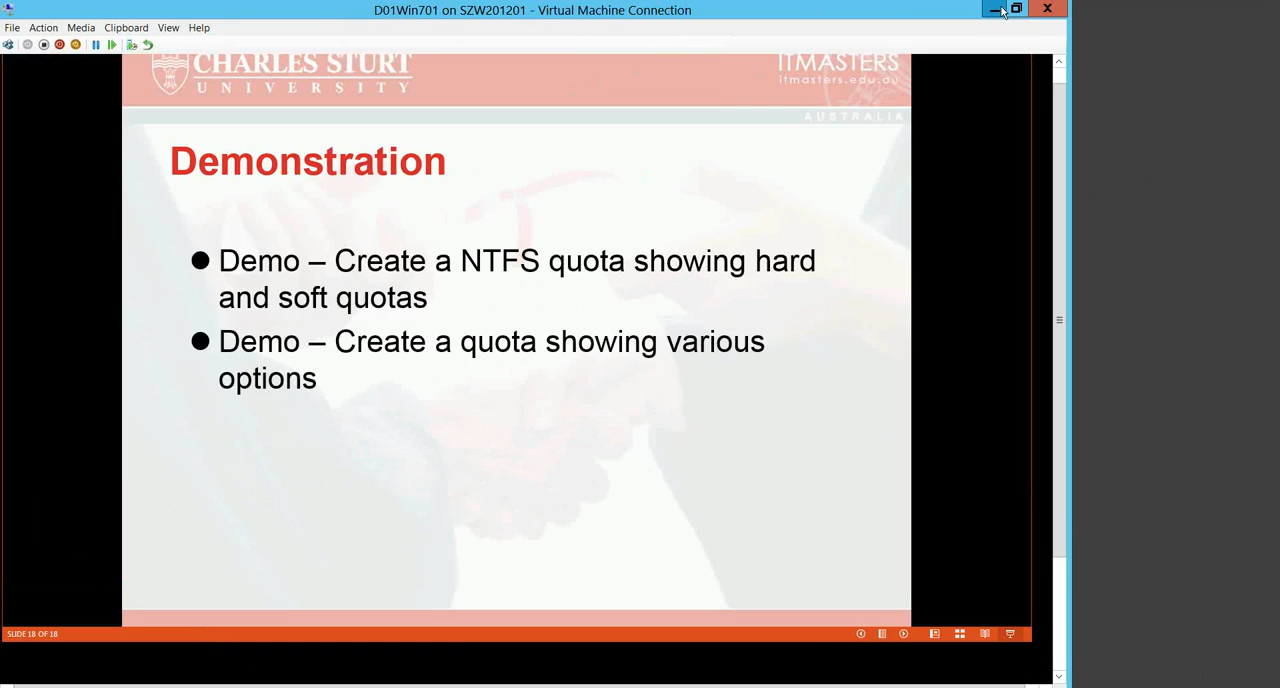 D01Win701 on SZW201201 - Virtual Machine Connection
File Action Media Clipboard View Help
CHARLES STURT
UNIVERSITY
ITMASTERS
itmasters.edu.au
AUSTRALIA
Demonstration
● Demo – Create a NTFS quota showing hard
and soft quotas
● Demo – Create a quota showing various
options
SLIDE 18 OF 18